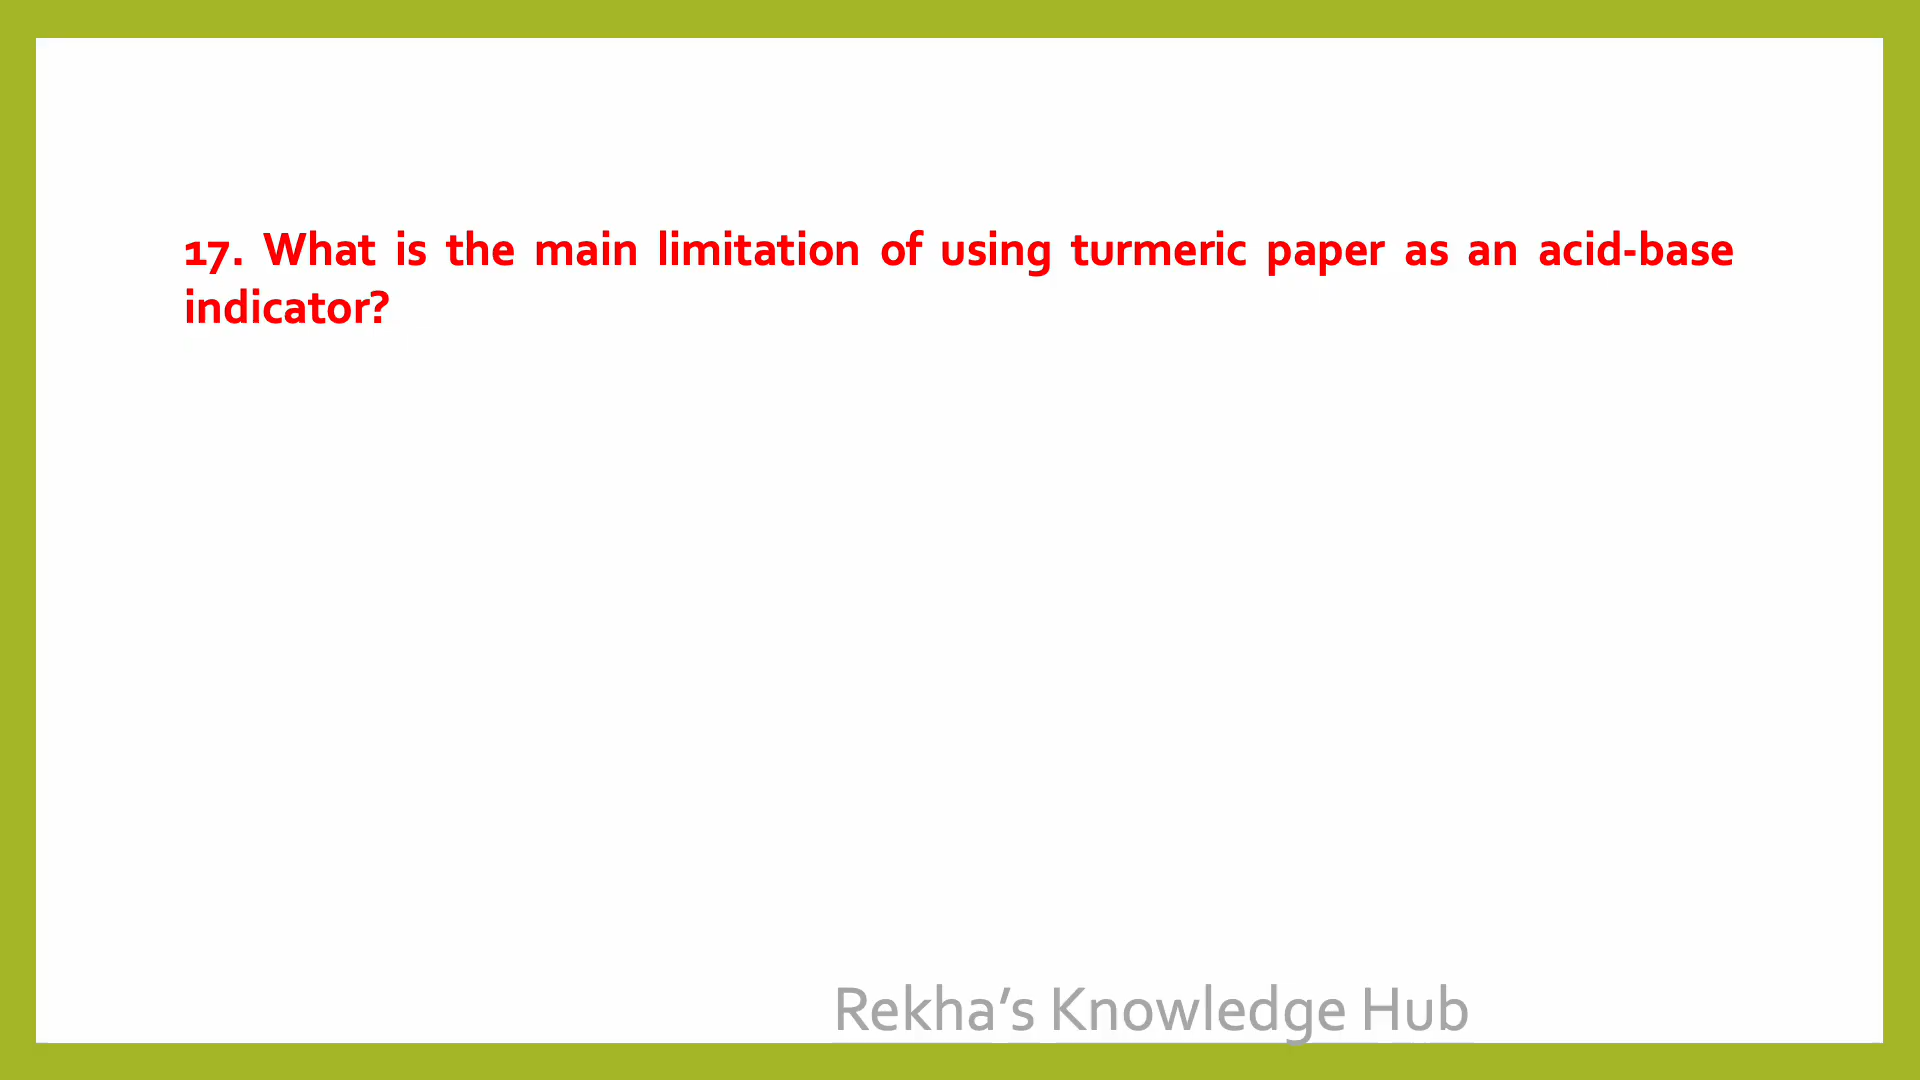 17. What is the main limitation of using turmeric paper as an acid-base
indicator?
Rekha’s Knowledge Hub